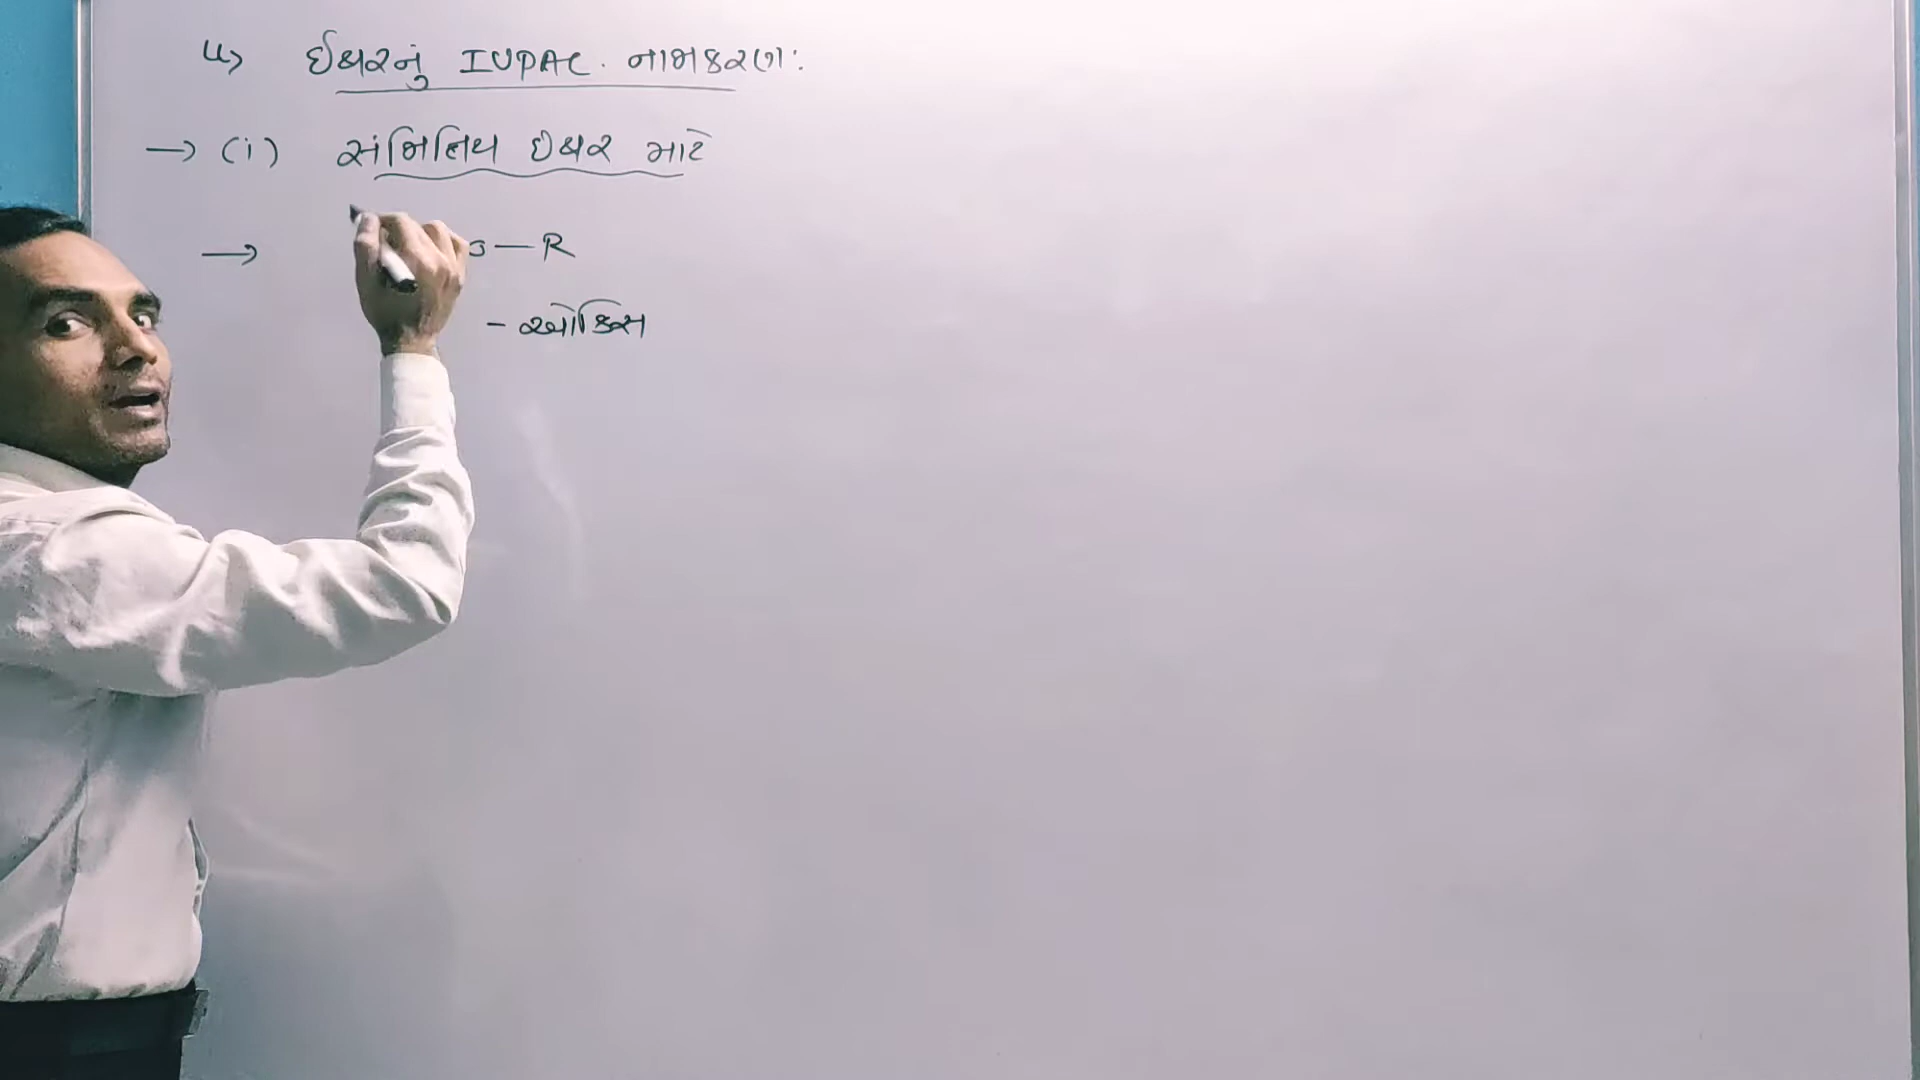 ૫> ઈથરનું IUPAC. નામકરણ:
→ (i) સંમિતિય ઈથર માટે
→ o — R
- ઓક્સિ